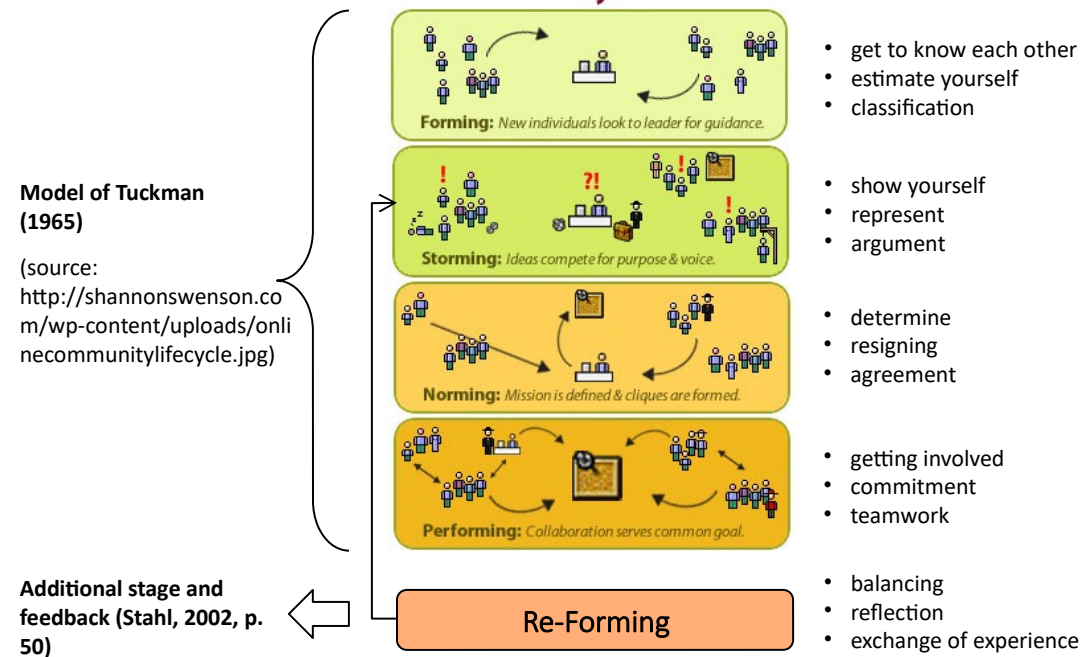 Forming: New individuals look to leader for guidance.
• get to know each other
• estimate yourself
• classification
Model of Tuckman
(1965)
(source:
http://shannonswenson.co
m/wp-content/uploads/onli
necommunitylifecycle.jpg)
!
?!
!
!
z z
Storming: Ideas compete for purpose & voice.
• show yourself
• represent
• argument
Norming: Mission is defined & cliques are formed.
• determine
• resigning
• agreement
Performing: Collaboration serves common goal.
• getting involved
• commitment
• teamwork
Additional stage and
feedback (Stahl, 2002, p.
50)
Re-Forming
• balancing
• reflection
• exchange of experience